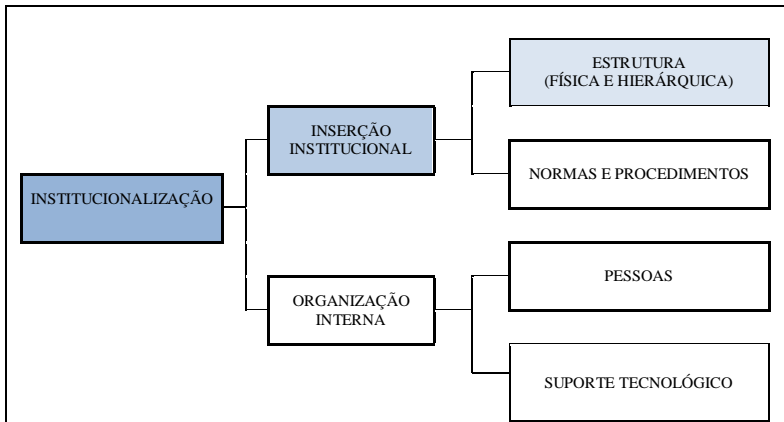 ESTRUTURA
(FÍSICA E HIERÁRQUICA)
INSERÇÃO
INSTITUCIONAL
NORMAS E PROCEDIMENTOS
INSTITUCIONALIZAÇÃO
PESSOAS
ORGANIZAÇÃO
INTERNA
SUPORTE TECNOLÓGICO